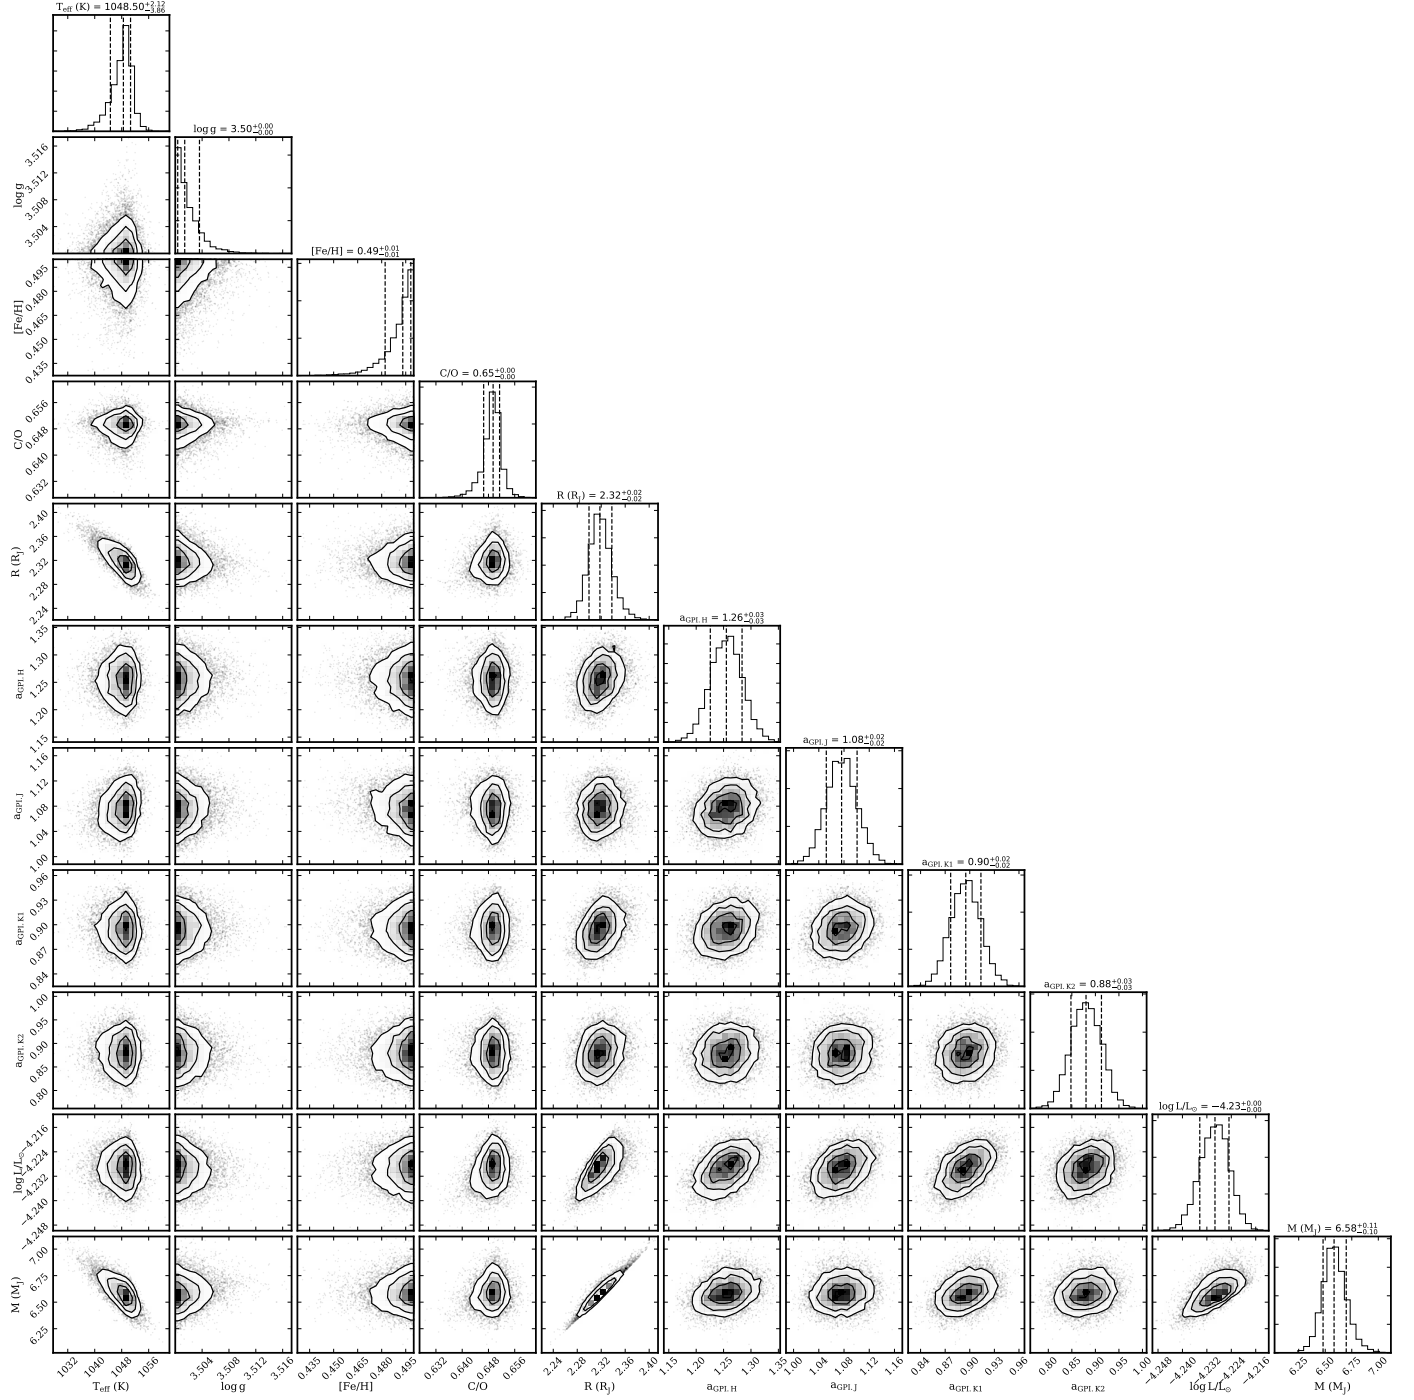 T_eff (K) = 1048.50 +2.12 −3.86
log g = 3.50 +0.00 −0.00
3.516
3.512
3.508
3.504
log g
[Fe/H] = 0.49 +0.01 −0.01
0.495
0.480
0.465
0.450
0.435
[Fe/H]
C/O = 0.65 +0.00 −0.00
0.656
0.648
0.640
0.632
C/O
R (R_J) = 2.32 +0.02 −0.02
2.40
2.36
2.32
2.28
2.24
R (R_J)
a_GPI, H = 1.26 +0.03 −0.03
1.35
1.30
1.25
1.20
1.15
a_GPI, H
a_GPI, J = 1.08 +0.02 −0.02
1.16
1.12
1.08
1.04
1.00
a_GPI, J
a_GPI, K1 = 0.90 +0.02 −0.02
0.96
0.93
0.90
0.87
0.84
a_GPI, K1
a_GPI, K2 = 0.88 +0.03 −0.03
1.00
0.95
0.90
0.85
0.80
a_GPI, K2
log L/L☉ = −4.23 +0.00 −0.00
−4.216
−4.224
−4.232
−4.240
−4.248
log L/L☉
M (M_J) = 6.58 +0.11 −0.10
7.00
6.75
6.50
6.25
M (M_J)
1032 1040 1048 1056 3.504 3.508 3.512 3.516 0.435 0.450 0.465 0.480 0.495 0.632 0.640 0.648 0.656 2.24 2.28 2.32 2.36 2.40 1.15 1.20 1.25 1.30 1.35 1.00 1.04 1.08 1.12 1.16 0.84 0.87 0.90 0.93 0.96 0.80 0.85 0.90 0.95 1.00 −4.248 −4.240 −4.232 −4.224 −4.216 6.25 6.50 6.75 7.00
T_eff (K) log g [Fe/H] C/O R (R_J) a_GPI, H a_GPI, J a_GPI, K1 a_GPI, K2 log L/L☉ M (M_J)